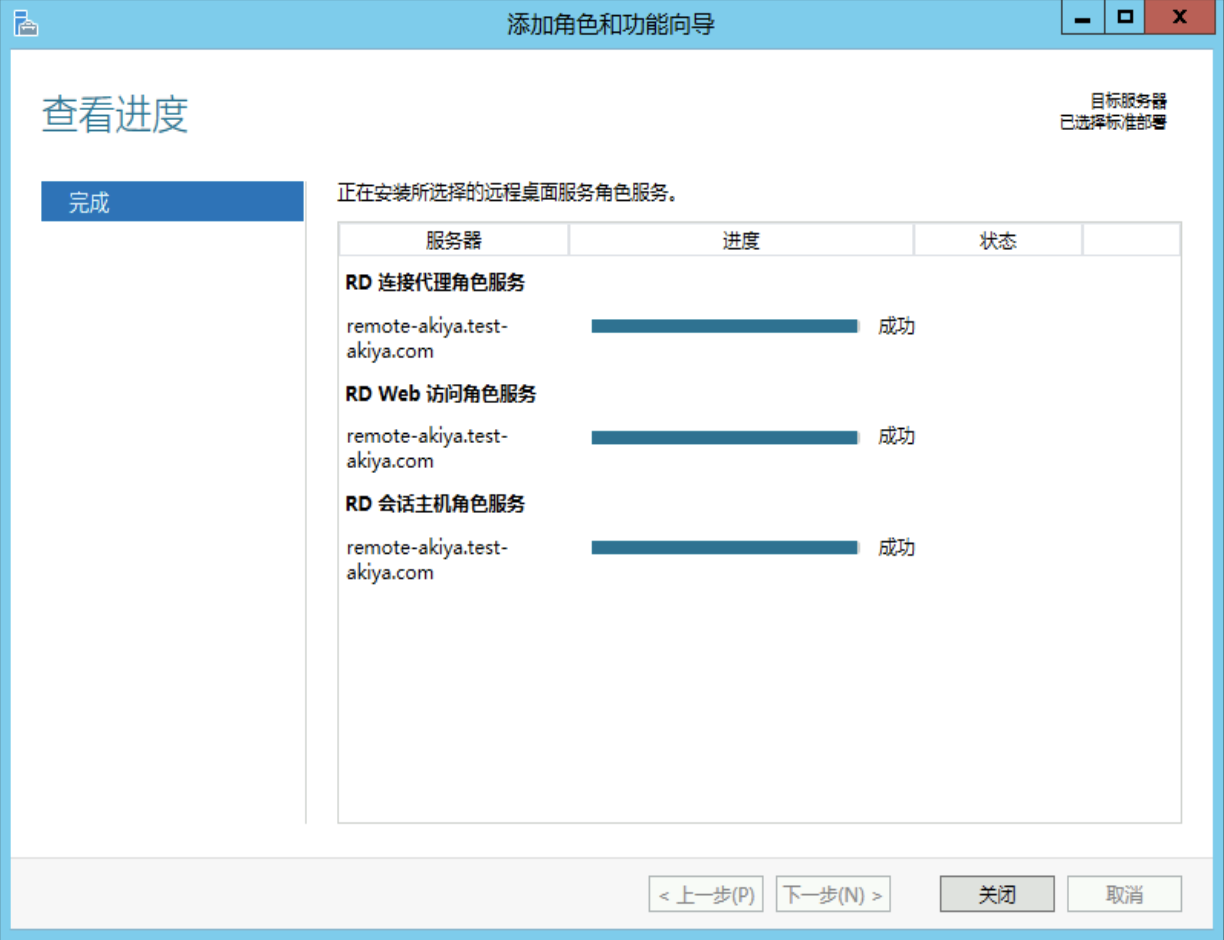 添加角色和功能向导
查看进度
目标服务器
已选择标准部署
完成
正在安装所选择的远程桌面服务角色服务。
服务器 进度 状态
RD 连接代理角色服务
remote-akiya.test- 成功
akiya.com
RD Web 访问角色服务
remote-akiya.test- 成功
akiya.com
RD 会话主机角色服务
remote-akiya.test- 成功
akiya.com
< 上一步(P) 下一步(N) > 关闭 取消